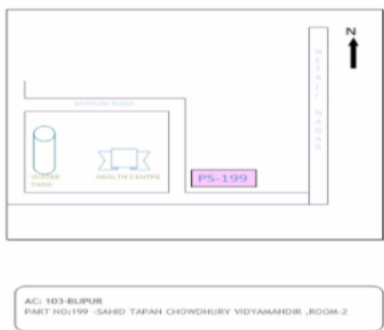 N
NETAJI NAGAR
STATION ROAD
WATER TANK
HEALTH CENTRE
PS-199
AC: 103-BIJPUR
PART NO:199 -SAHID TAPAN CHOWDHURY VIDYAMANDIR ,ROOM-2